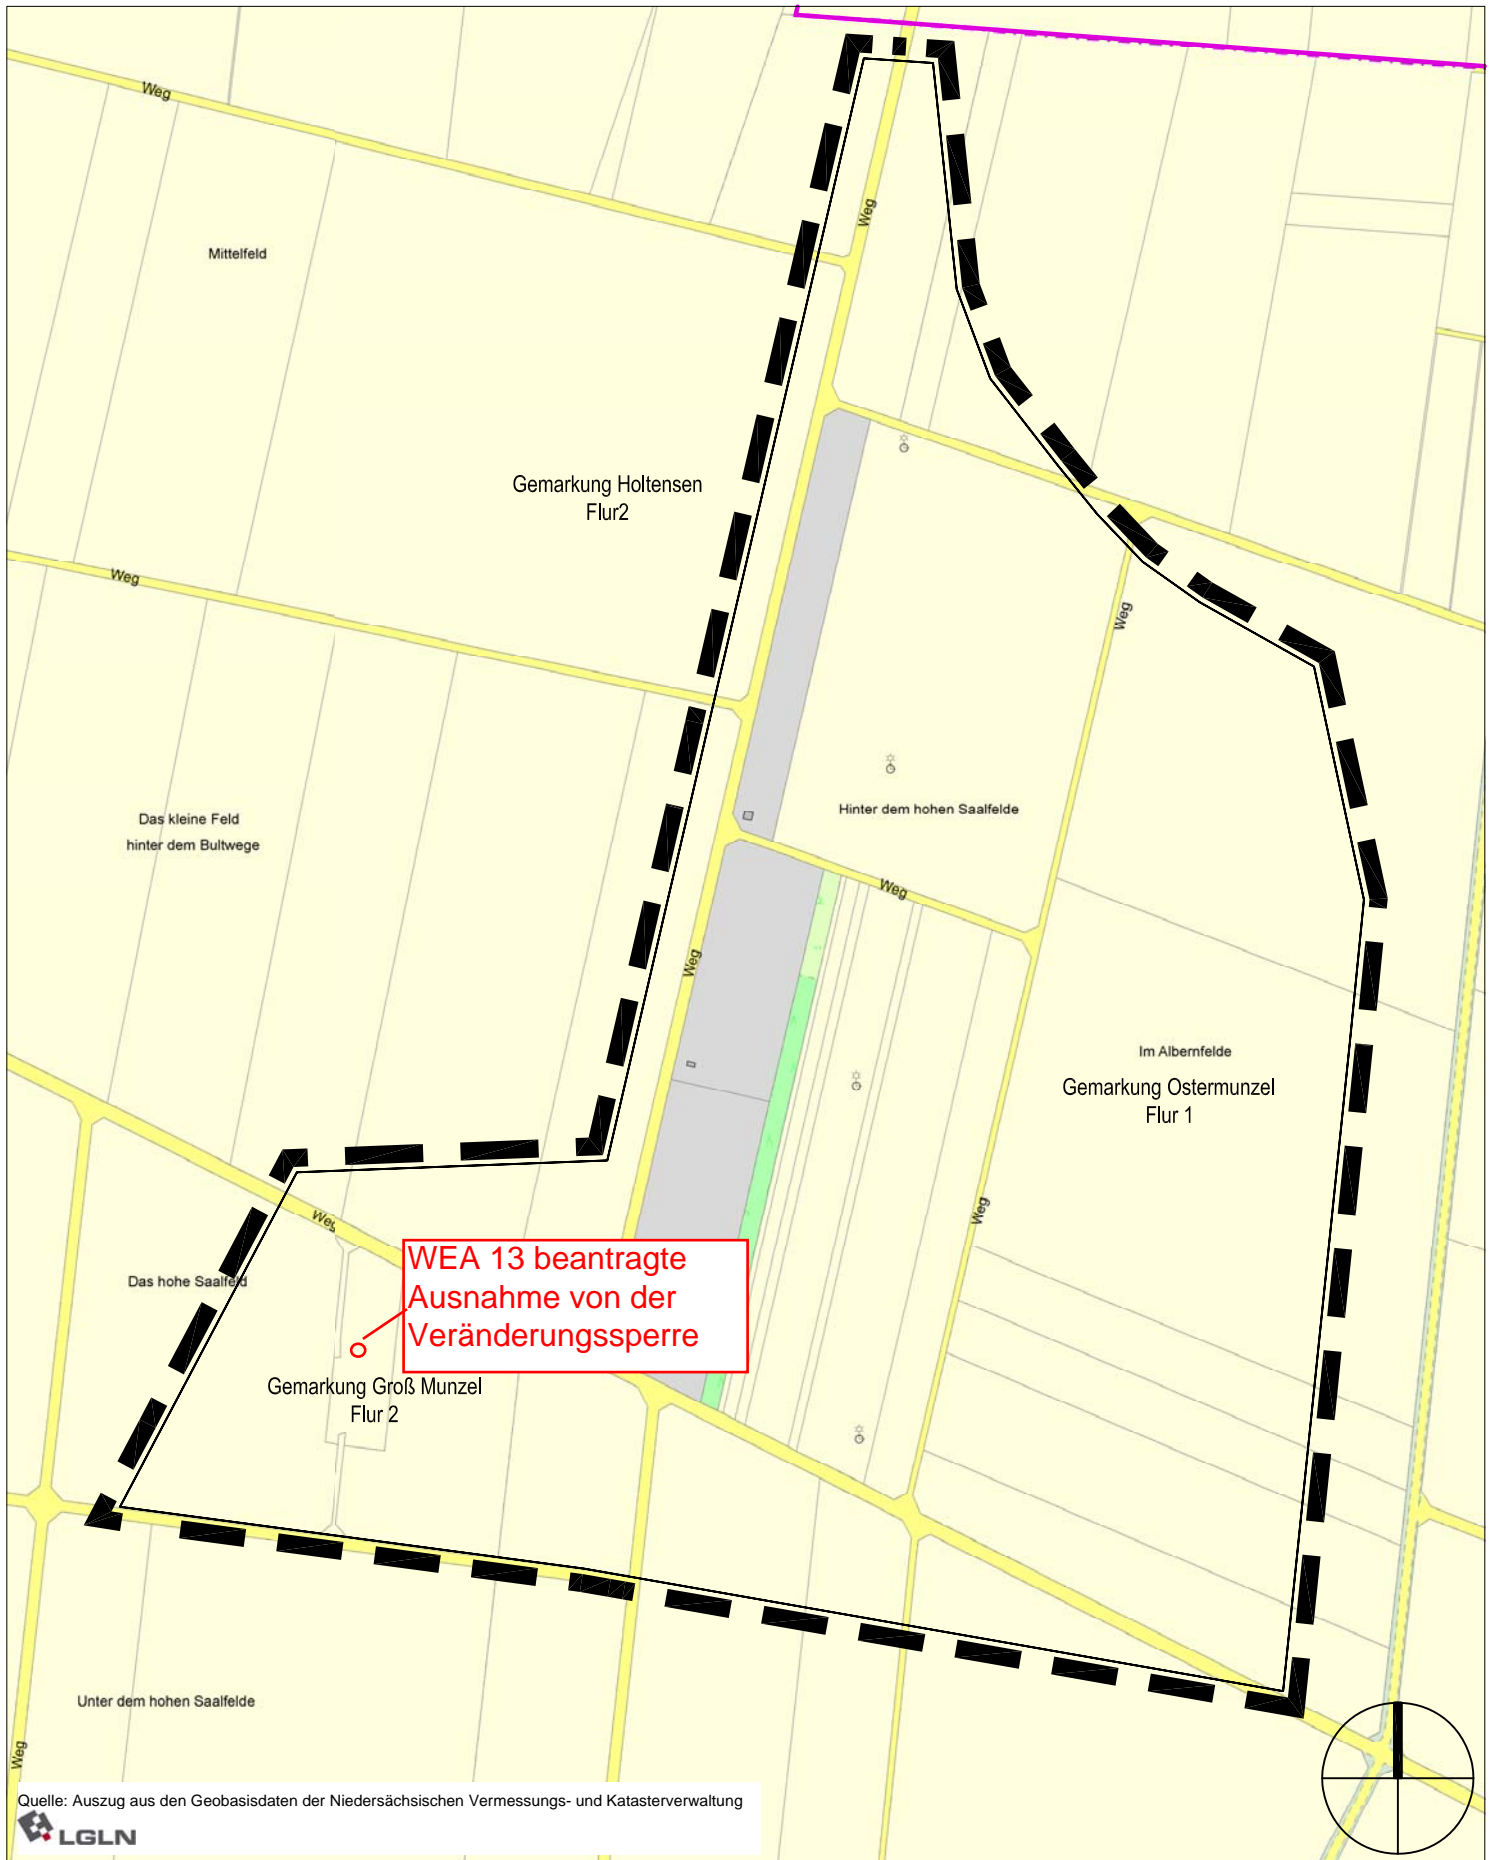 Weg
Weg
Mittelfeld
Gemarkung Holtensen
Flur2
Weg
Weg
Das kleine Feld
hinter dem Bultwege
Hinter dem hohen Saalfelde
Weg
Weg
Im Albernfelde
Gemarkung Ostermunzel
Flur 1
Weg
Weg
Das hohe Saalfeld
WEA 13 beantragte
Ausnahme von der
Veränderungssperre
Gemarkung Groß Munzel
Flur 2
Unter dem hohen Saalfelde
Weg
Quelle: Auszug aus den Geobasisdaten der Niedersächsischen Vermessungs- und Katasterverwaltung
LGLN